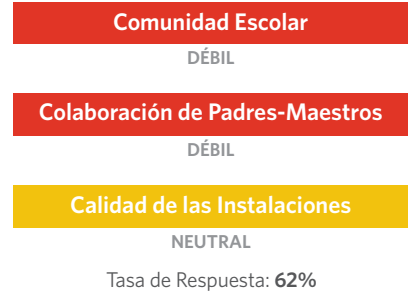 Comunidad Escolar
DÉBIL
Colaboración de Padres-Maestros
DÉBIL
Calidad de las Instalaciones
NEUTRAL
Tasa de Respuesta: 62%